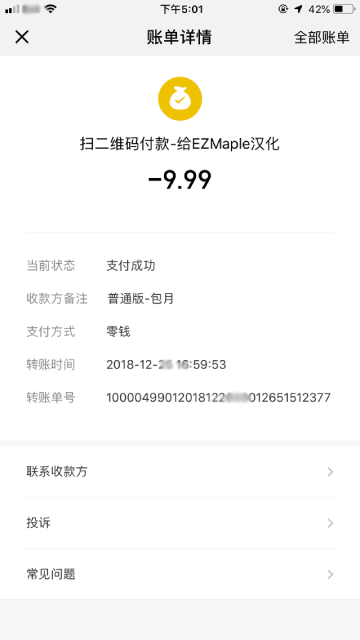 下午5:01
42%
账单详情
全部账单
扫二维码付款-给EZMaple汉化
-9.99
当前状态 支付成功
收款方备注 普通版-包月
支付方式 零钱
转账时间 2018-12- :59:53
转账单号 10000499012018122 012651512377
联系收款方
投诉
常见问题